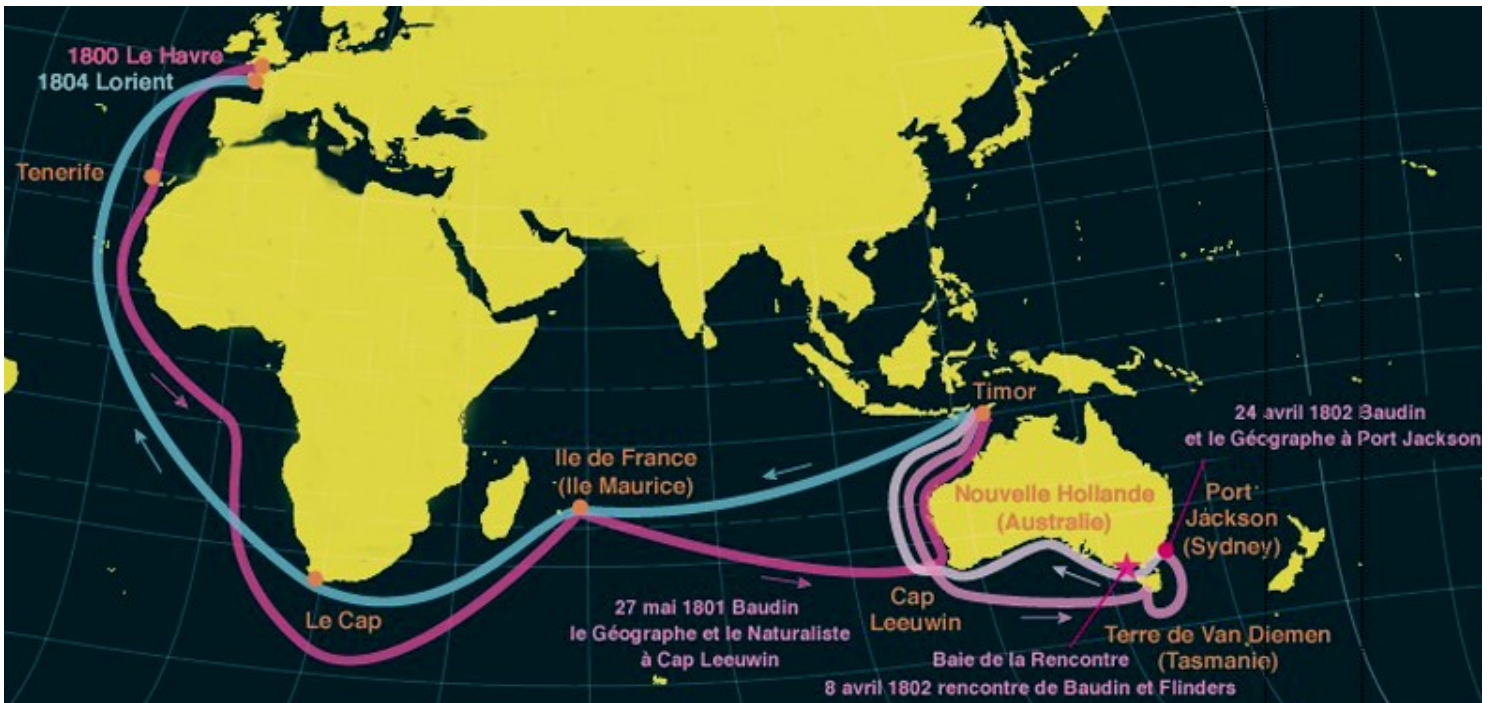 1800 Le Havre
1804 Lorient
Tenerife
Timor
24 avril 1802 Baudin
et le Géographe à Port Jackson
Ile de France
(Ile Maurice)
Nouvelle Hollande
(Australie)
Port
Jackson
(Sydney)
Le Cap
27 mai 1801 Baudin
le Géographe et le Naturaliste
à Cap Leeuwin
Cap
Leeuwin
Terre de Van Diemen
(Tasmanie)
Baie de la Rencontre
8 avril 1802 rencontre de Baudin et Flinders